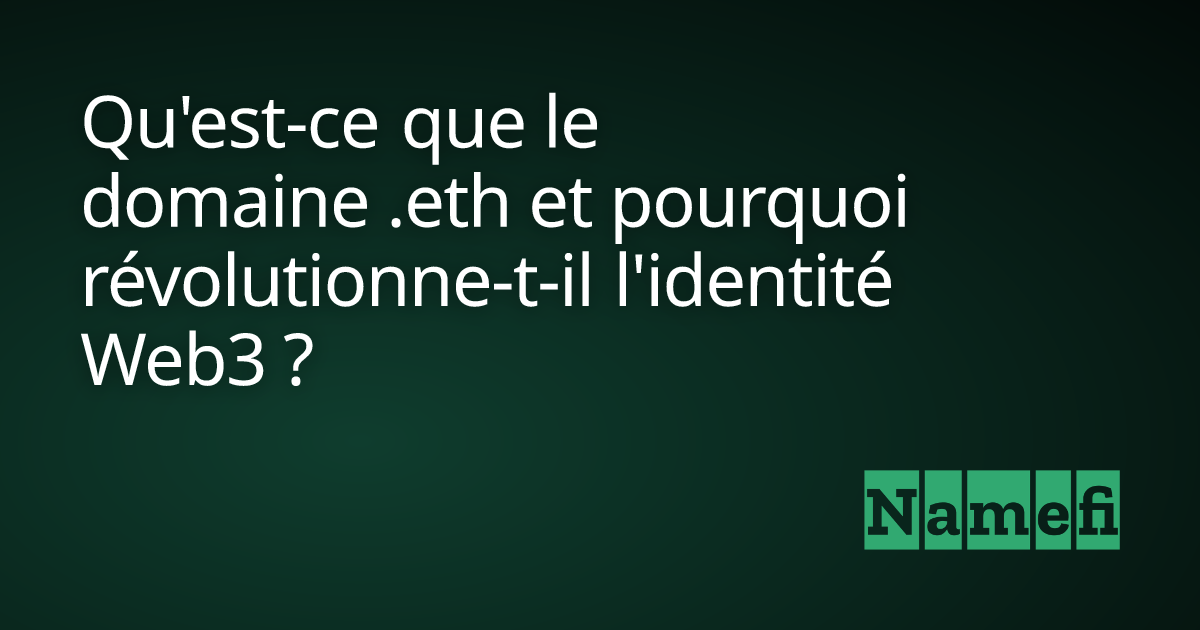 Qu'est-ce que le
domaine .eth et pourquoi
révolutionne-t-il l'identité
Web3 ?
Namefi